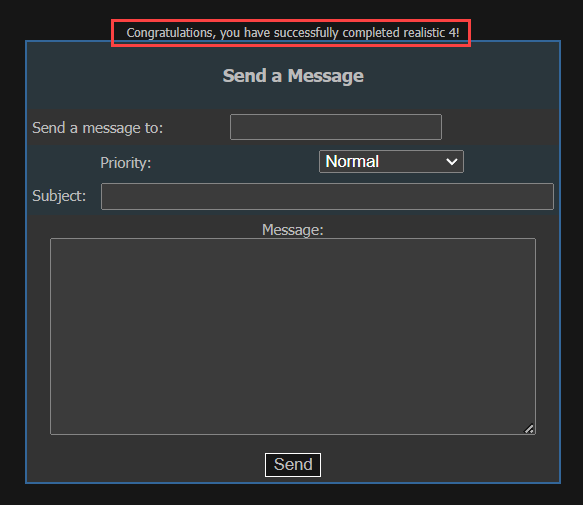 Congratulations, you have successfully completed realistic 4!
Send a Message
Send a message to:
Priority: Normal
Subject:
Message:
Send